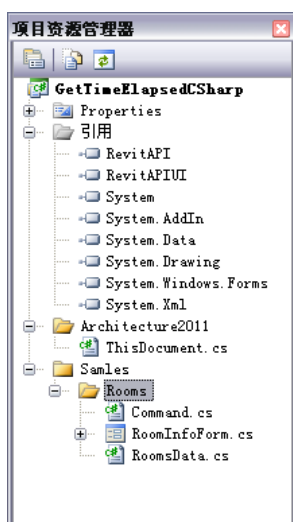 项目资源管理器
GetTimeElapsedCSharp
Properties
引用
RevitAPI
RevitAPIUI
System
System.AddIn
System.Data
System.Drawing
System.Windows.Forms
System.Xml
Architecture2011
ThisDocument.cs
Samles
Rooms
Command.cs
RoomInfoForm.cs
RoomsData.cs